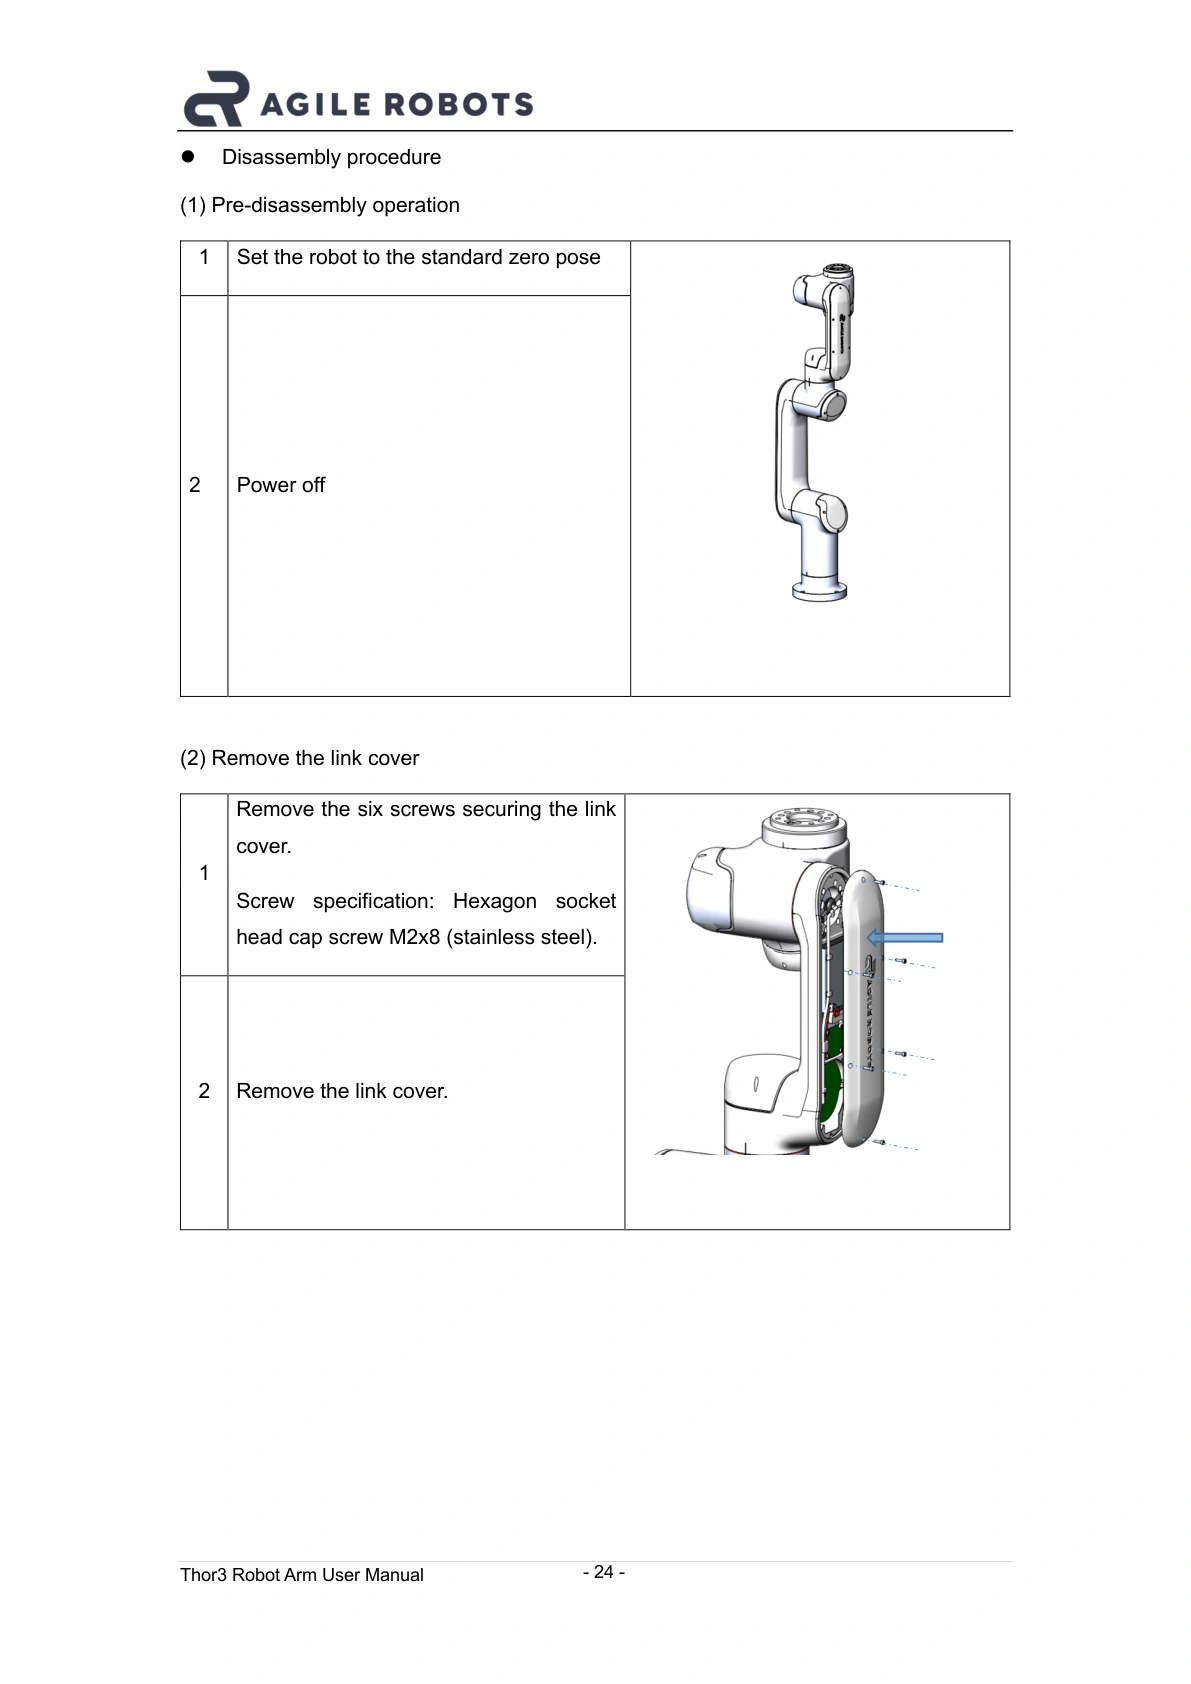 AGILE ROBOTS
● Disassembly procedure
(1) Pre-disassembly operation
1 Set the robot to the standard zero pose
2 Power off
(2) Remove the link cover
1
Remove the six screws securing the link
cover.
Screw specification: Hexagon socket
head cap screw M2x8 (stainless steel).
AGILE ROBOTS
2 Remove the link cover.
Thor3 Robot Arm User Manual
- 24 -